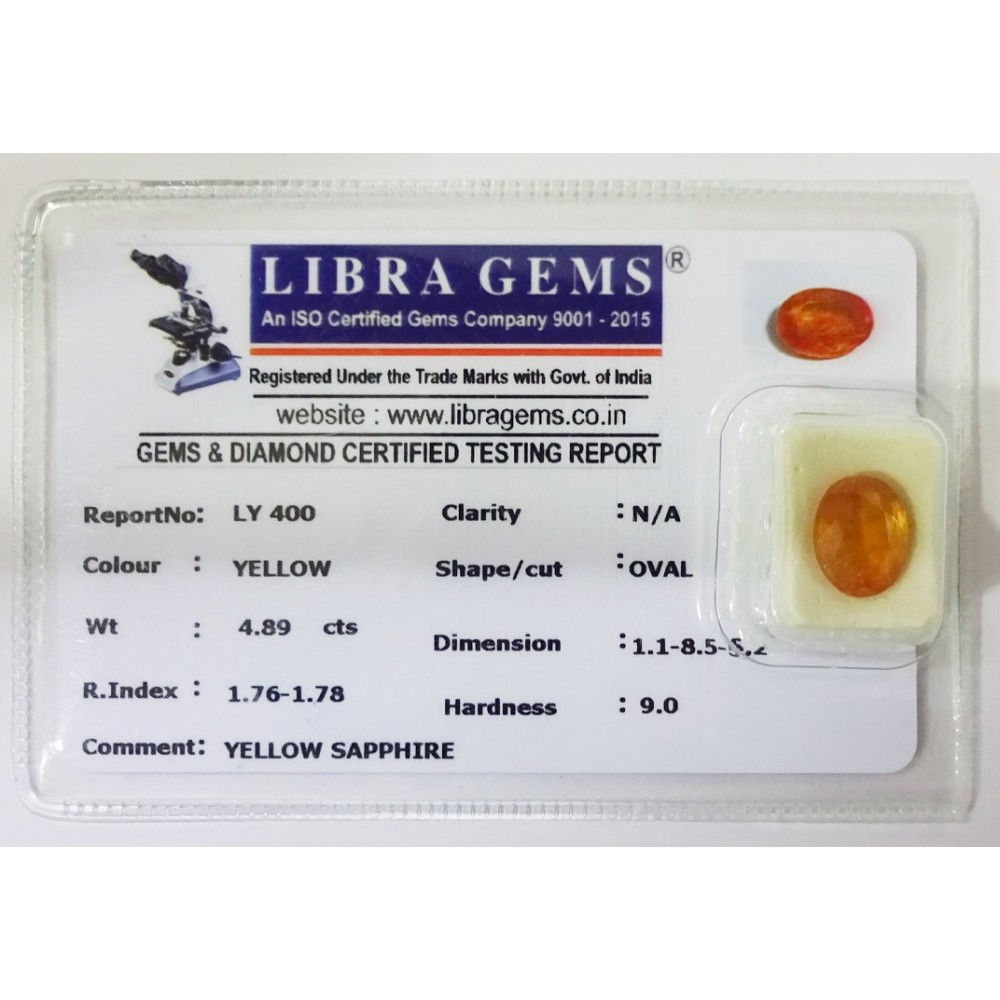 LIBRA GEMS ®
An ISO Certified Gems Company 9001 - 2015
Registered Under the Trade Marks with Govt. of India
website : www.libragems.co.in
GEMS & DIAMOND CERTIFIED TESTING REPORT
ReportNo: LY 400 Clarity : N/A
Colour : YELLOW Shape/cut : OVAL
Wt : 4.89 cts
Dimension :1.1-8.5-
R.Index : 1.76-1.78 Hardness : 9.0
Comment: YELLOW SAPPHIRE